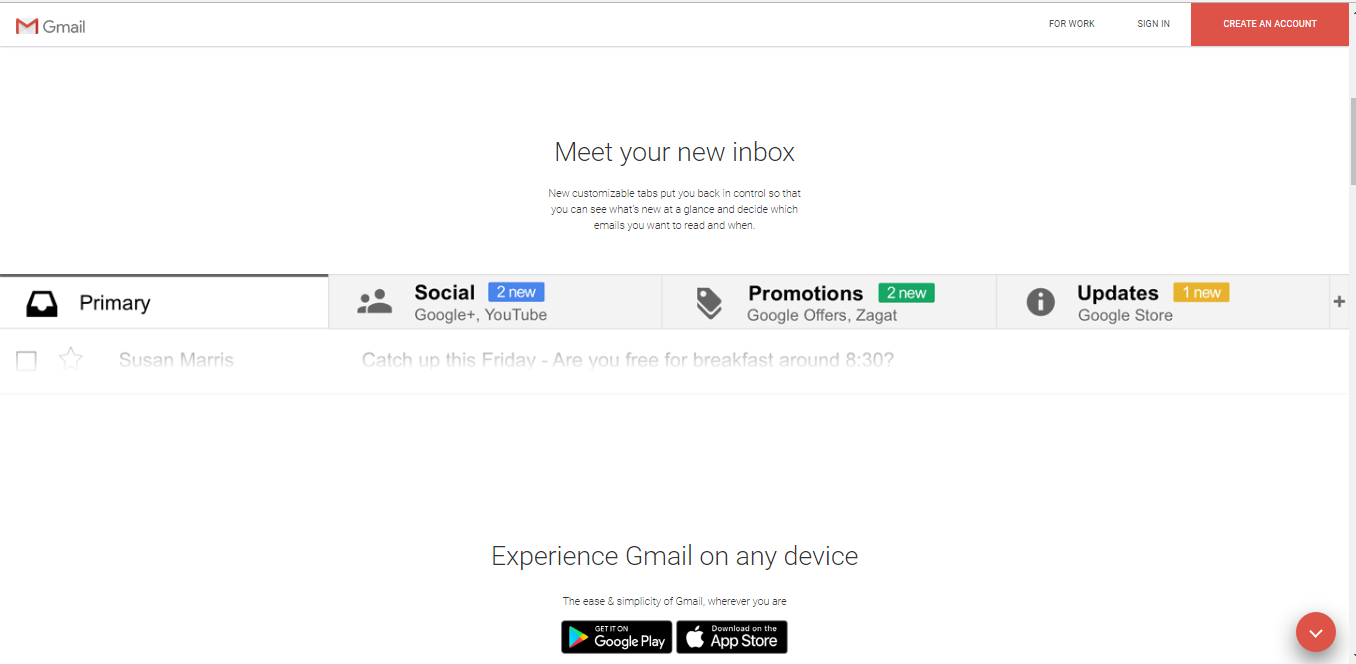 Gmail
FOR WORK
SIGN IN
CREATE AN ACCOUNT
Meet your new inbox
New customizable tabs put you back in control so that
you can see what's new at a glance and decide which
emails you want to read and when.
Primary
Social 2 new
Google+, YouTube
Promotions 2 new
Google Offers, Zagat
Updates 1 new
Google Store
+
Susan Marris
Catch up this Friday - Are you free for breakfast around 8:30?
Experience Gmail on any device
The ease & simplicity of Gmail, wherever you are
GET IT ON
Google Play
Download on the
App Store